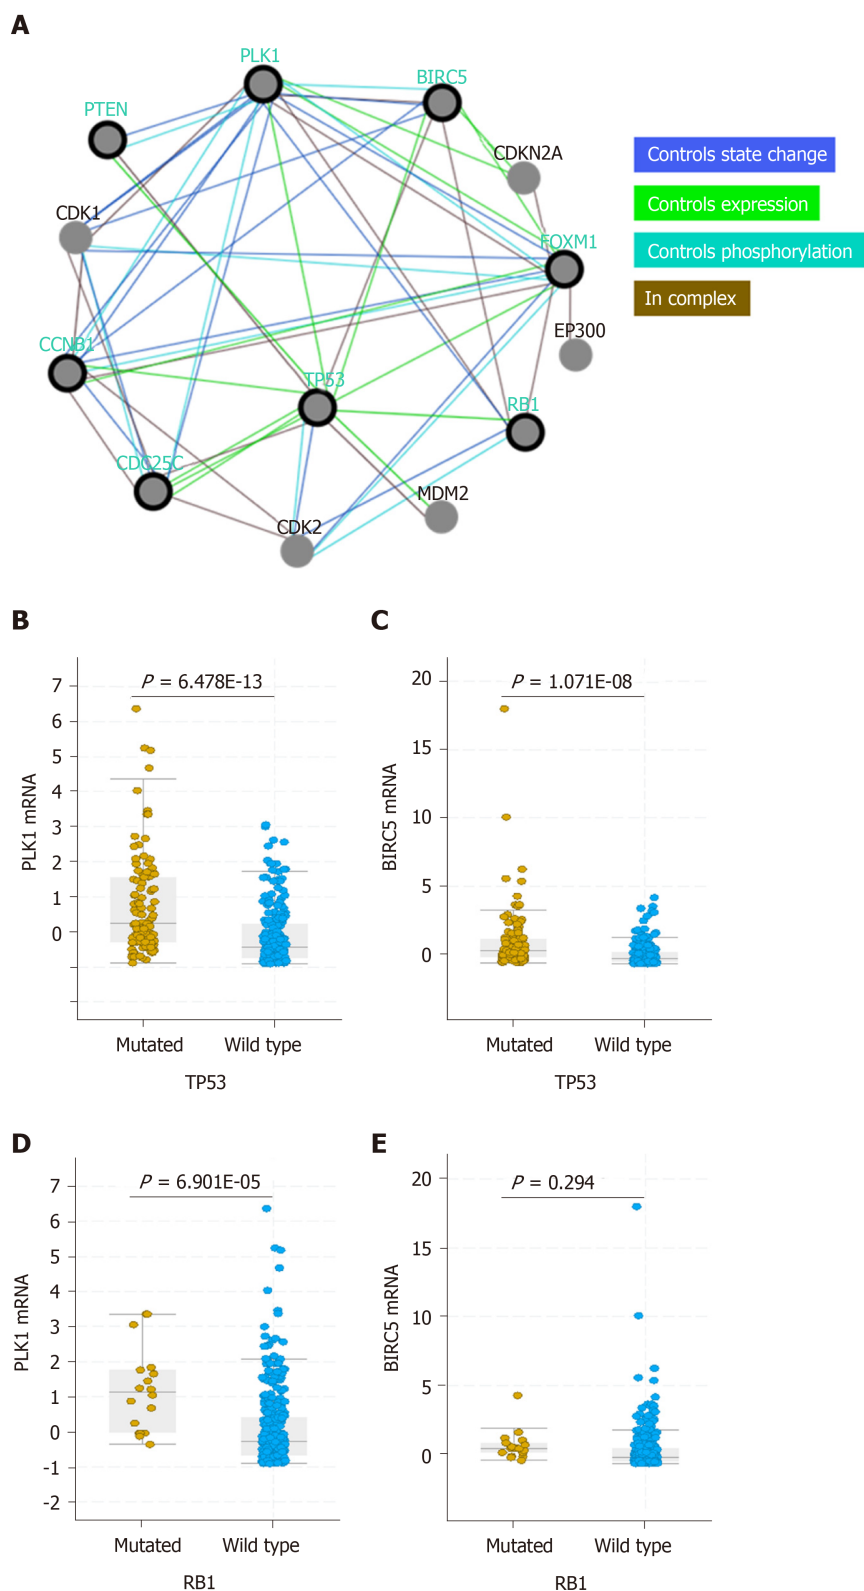 A
PLK1
BIRC5
PTEN
CDKN2A
Controls state change
Controls expression
CDK1
FOXM1
Controls phosphorylation
In complex
EP300
CCNB1
TP53
RB1
CDC25C
MDM2
CDK2
B
P = 6.478E-13
7
6
5
4
3
2
1
0
PLK1 mRNA
Mutated Wild type
TP53
C
P = 1.071E-08
20
15
10
5
0
BIRC5 mRNA
Mutated Wild type
TP53
D
P = 6.901E-05
7
6
5
4
3
2
1
0
-1
-2
PLK1 mRNA
Mutated Wild type
RB1
E
P = 0.294
20
15
10
5
0
BIRC5 mRNA
Mutated Wild type
RB1